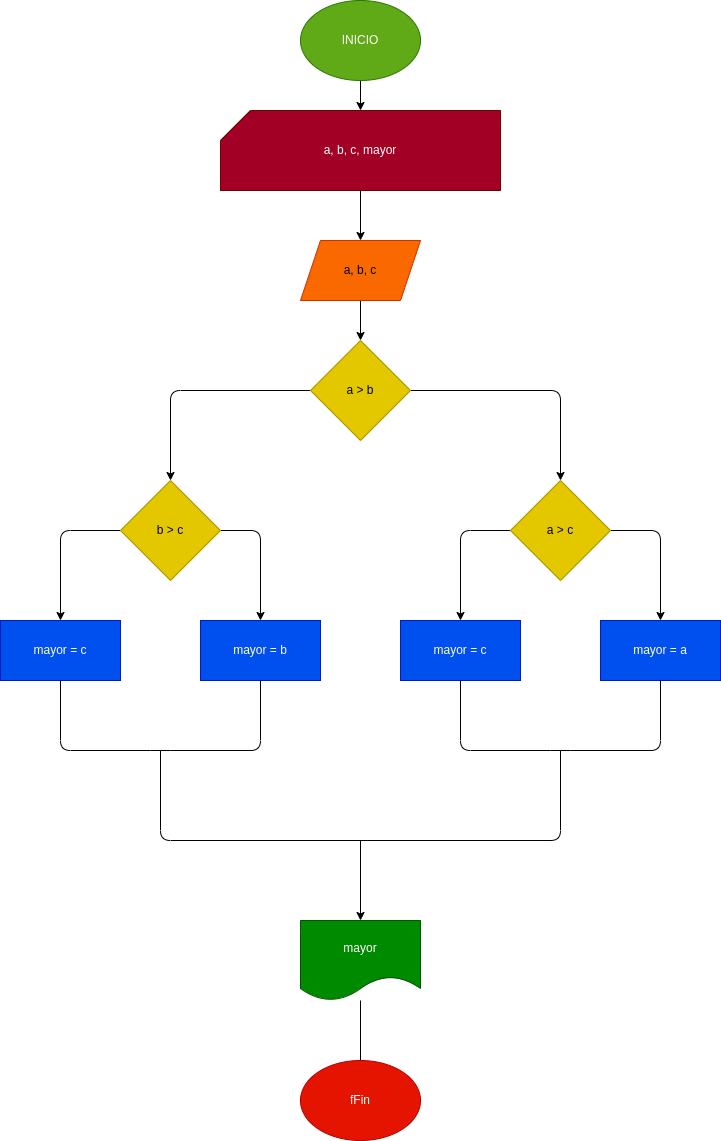 INICIO
a, b, c, mayor
a, b, c
a > b
b > c
a > c
mayor = c
mayor = b
mayor = c
mayor = a
mayor
fFin